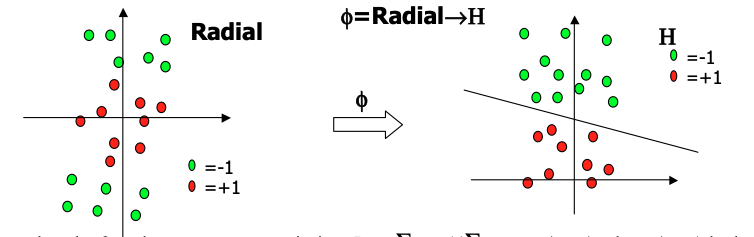 Radial
ϕ=Radial→H
H
=-1
=+1
ϕ
=-1
=+1